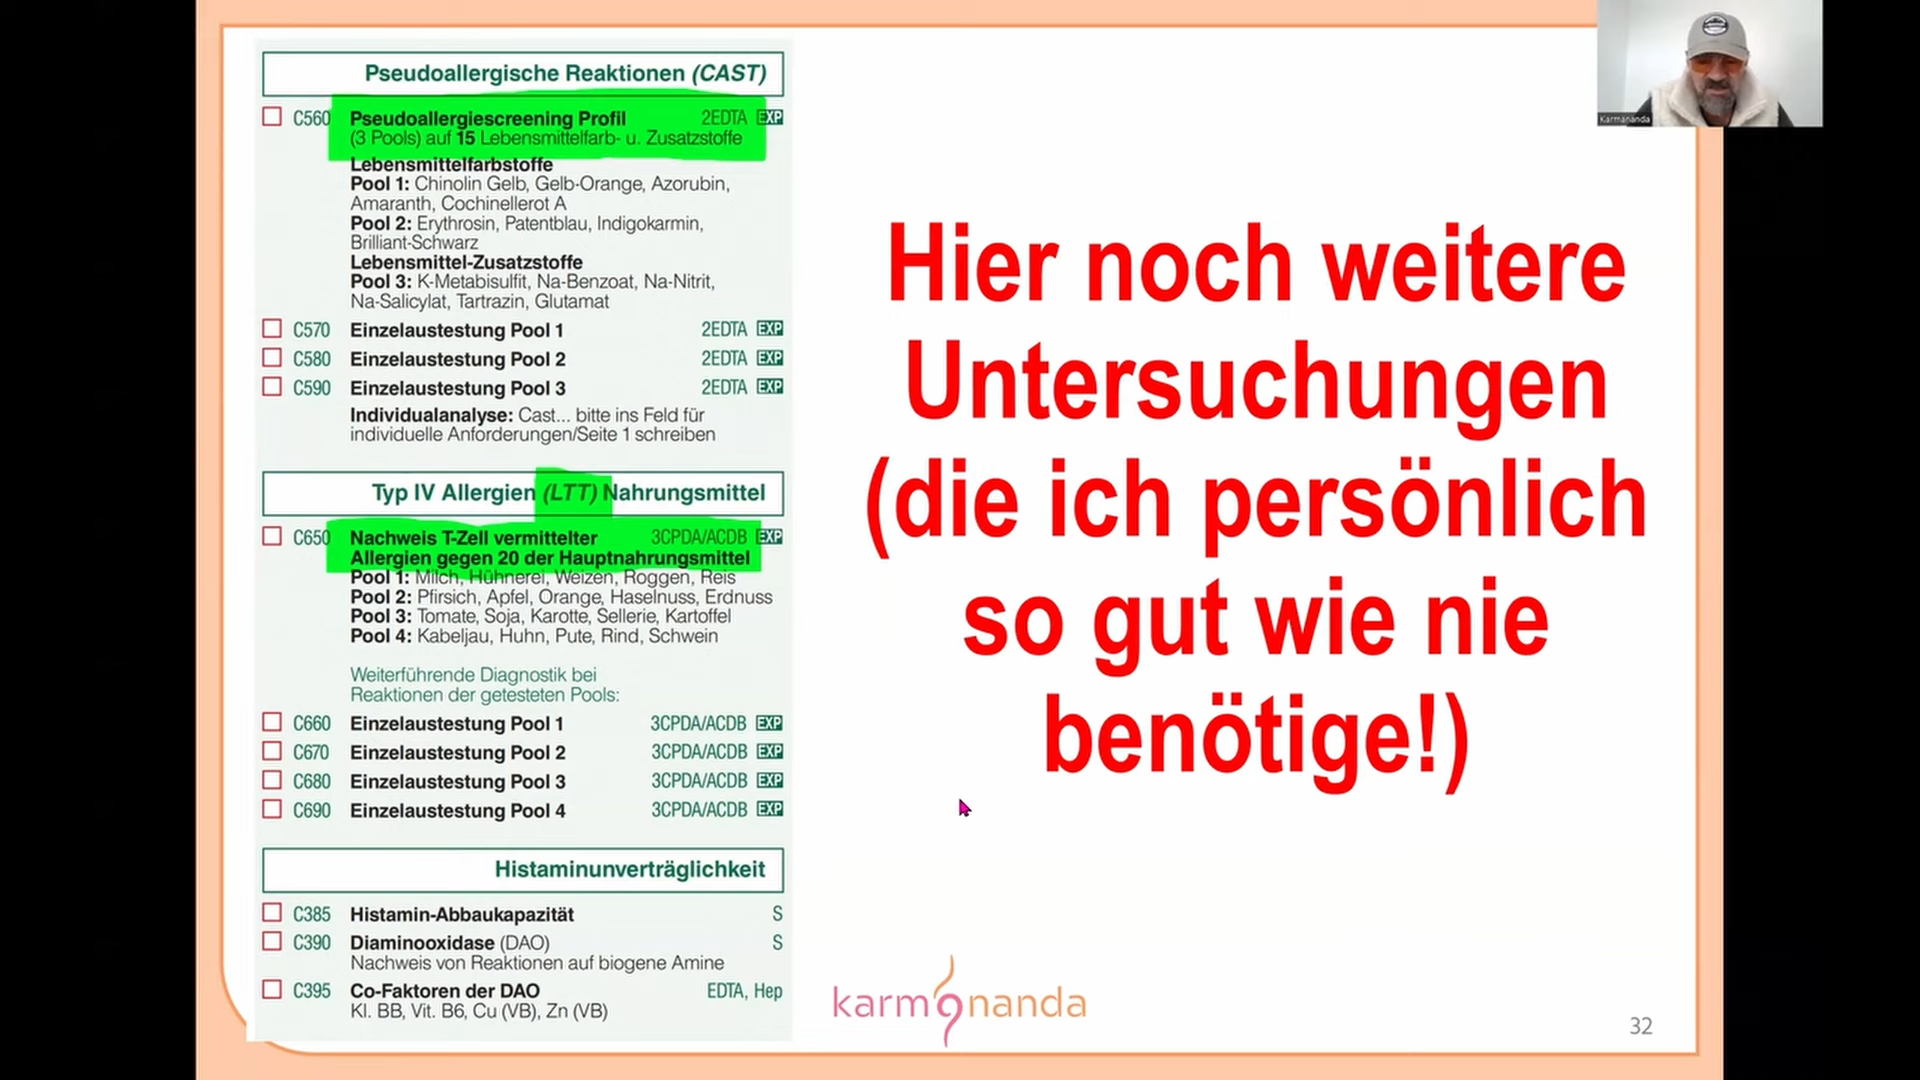 Pseudoallergische Reaktionen (CAST)
C560 Pseudoallergiescreening Profil 2EDTA EXP
(3 Pools) auf 15 Lebensmittelfarb- u. Zusatzstoffe
Lebensmittelfarbstoffe
Pool 1: Chinolin Gelb, Gelb-Orange, Azorubin,
Amaranth, Cochinellerot A
Pool 2: Erythrosin, Patentblau, Indigokarmin,
Brilliant-Schwarz
Lebensmittel-Zusatzstoffe
Pool 3: K-Metabisulfit, Na-Benzoat, Na-Nitrit,
Na-Salicylat, Tartrazin, Glutamat
C570 Einzelaustestung Pool 1 2EDTA EXP
C580 Einzelaustestung Pool 2 2EDTA EXP
C590 Einzelaustestung Pool 3 2EDTA EXP
Individualanalyse: Cast... bitte ins Feld für
individuelle Anforderungen/Seite 1 schreiben
Typ IV Allergien (LTT) Nahrungsmittel
C650 Nachweis T-Zell vermittelter 3CPDA/ACDB EXP
Allergien gegen 20 der Hauptnahrungsmittel
Pool 1: Milch, Hühnerei, Weizen, Roggen, Reis
Pool 2: Pfirsich, Apfel, Orange, Haselnuss, Erdnuss
Pool 3: Tomate, Soja, Karotte, Sellerie, Kartoffel
Pool 4: Kabeljau, Huhn, Pute, Rind, Schwein
Weiterführende Diagnostik bei
Reaktionen der getesteten Pools:
C660 Einzelaustestung Pool 1 3CPDA/ACDB EXP
C670 Einzelaustestung Pool 2 3CPDA/ACDB EXP
C680 Einzelaustestung Pool 3 3CPDA/ACDB EXP
C690 Einzelaustestung Pool 4 3CPDA/ACDB EXP
Histaminunverträglichkeit
C385 Histamin-Abbaukapazität S
C390 Diaminooxidase (DAO) S
Nachweis von Reaktionen auf biogene Amine
C395 Co-Faktoren der DAO EDTA, Hep
Kl. BB, Vit. B6, Cu (VB), Zn (VB)
Hier noch weitere
Untersuchungen
(die ich persönlich
so gut wie nie
benötige!)
karmananda
32
Karmananda